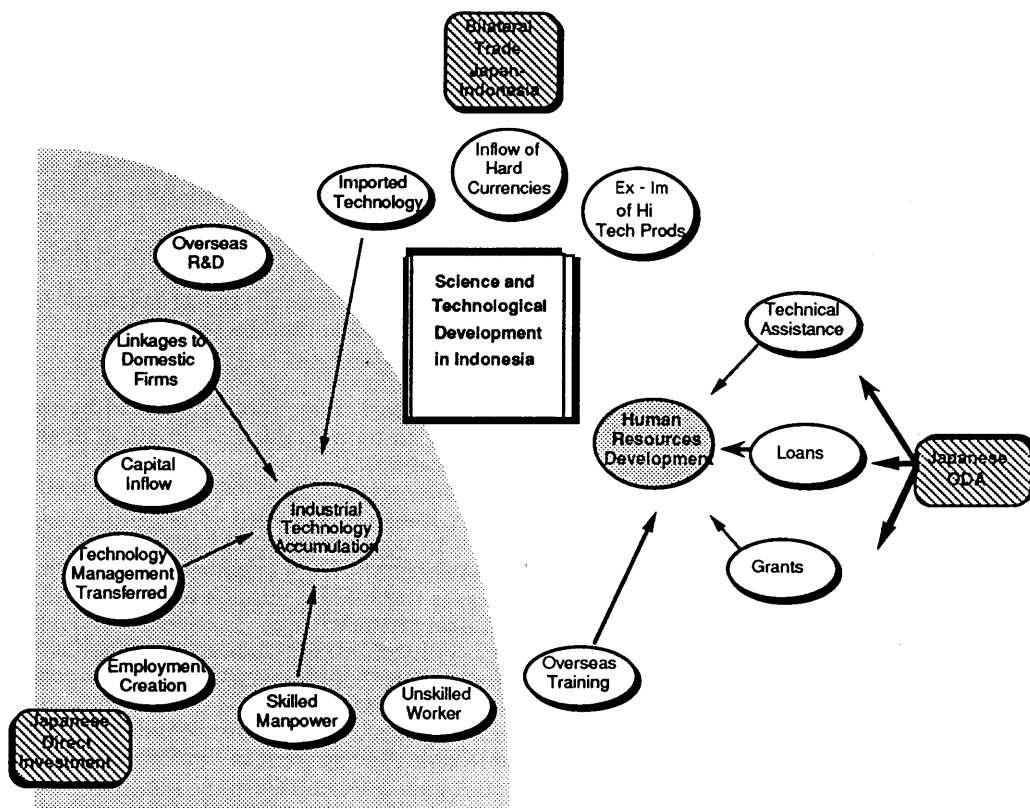 Bilateral
Trade
Japan-
Indonesia
Inflow of
Hard
Currencies
Imported
Technology
Ex - Im
of Hi
Tech Prods
Overseas
R&D
Science and
Technological
Development
in Indonesia
Technical
Assistance
Linkages to
Domestic
Firms
Human
Resources
Development
Loans
Japanese
ODA
Capital
Inflow
Industrial
Technology
Accumulation
Technology
Management
Transferred
Grants
Employment
Creation
Skilled
Manpower
Unskilled
Worker
Overseas
Training
Japanese
Direct
Investment